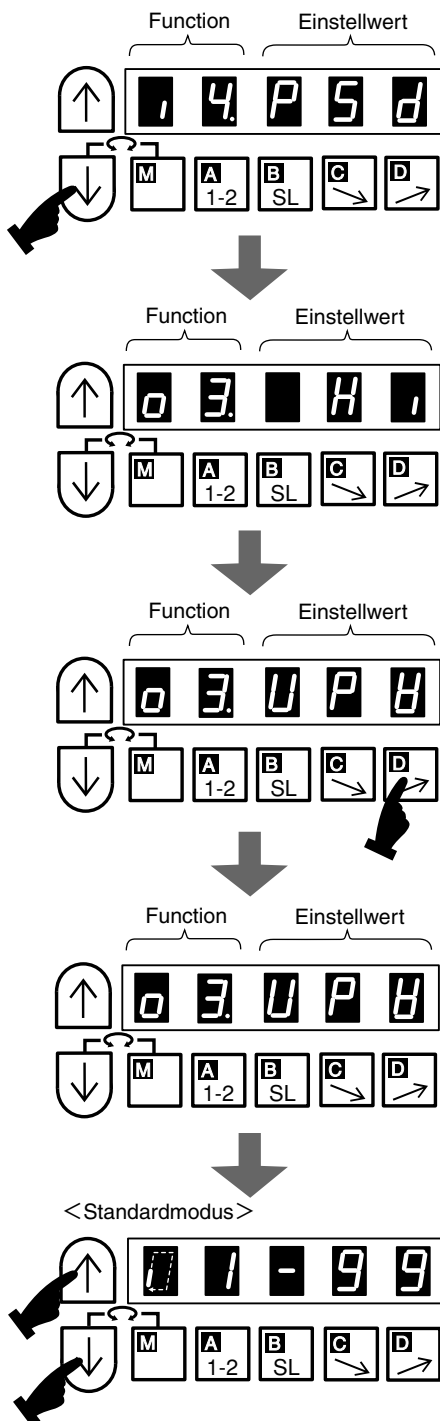 Function Einstellwert
i 4. P S d
M A B C D
1-2 SL
Function Einstellwert
o 3. H i
M A B C D
1-2 SL
Function Einstellwert
o 3. U P
M A B C D
1-2 SL
Function Einstellwert
o 3. U P
M A B C D
1-2 SL
<Standardmodus>
1 - 9 9
M A B C D
1-2 SL